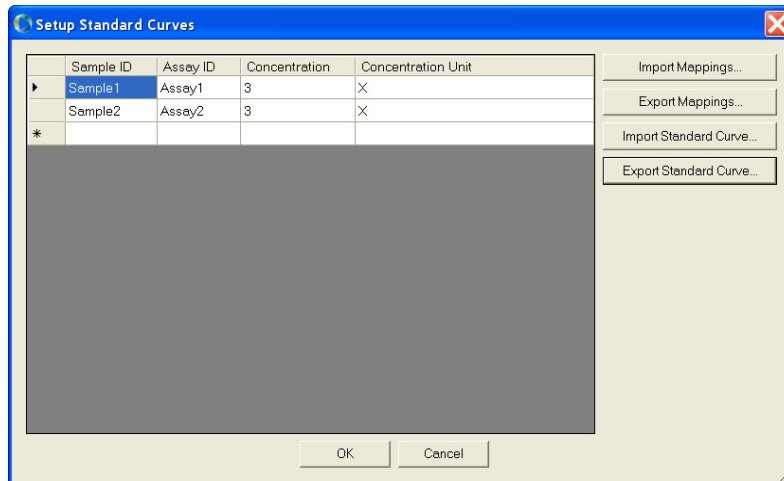 Setup Standard Curves
Sample ID Assay ID Concentration Concentration Unit
Sample1 Assay1 3 X
Sample2 Assay2 3 X
*
Import Mappings...
Export Mappings...
Import Standard Curve...
Export Standard Curve...
OK Cancel